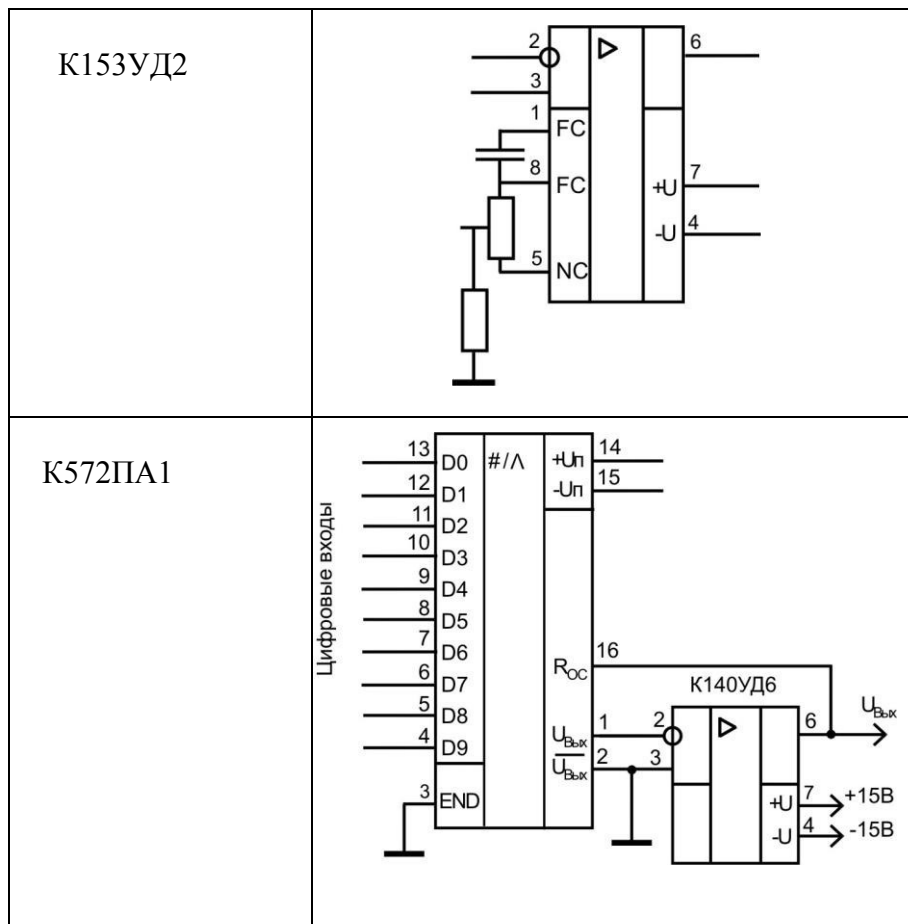 К153УД2
2
6
3
1
FC
8
FC
7
+U
-U
4
5
NC
К572ПА1
Цифровые входы
13
D0
#/Λ
+Uп
14
12
D1
-Uп
15
11
D2
10
D3
9
D4
8
D5
7
D6
16
6
D7
RОС
К140УД6
5
D8
UВых
1
2
6
UВых
4
D9
UВых
2
3
3
END
+U
7
+15В
-U
4
-15В